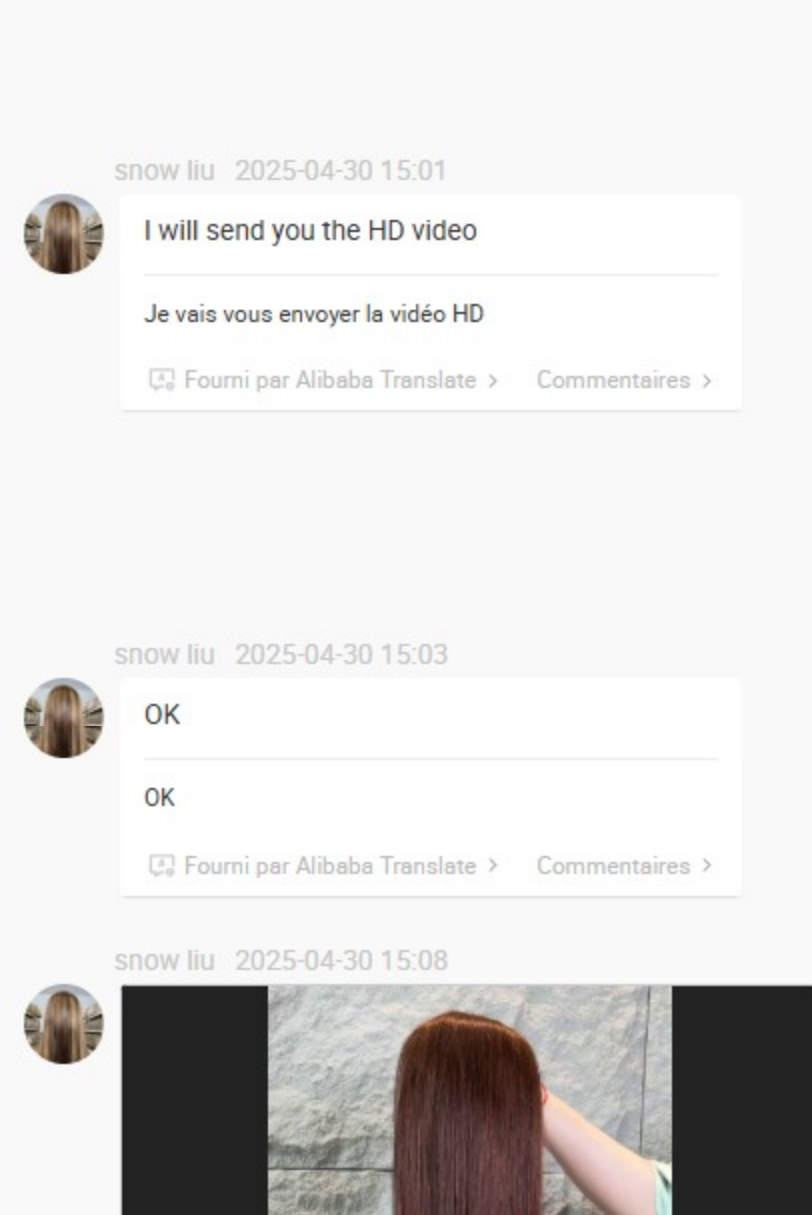 snow liu 2025-04-30 15:01
I will send you the HD video
Je vais vous envoyer la vidéo HD
Fourni par Alibaba Translate > Commentaires >
snow liu 2025-04-30 15:03
OK
OK
Fourni par Alibaba Translate > Commentaires >
snow liu 2025-04-30 15:08